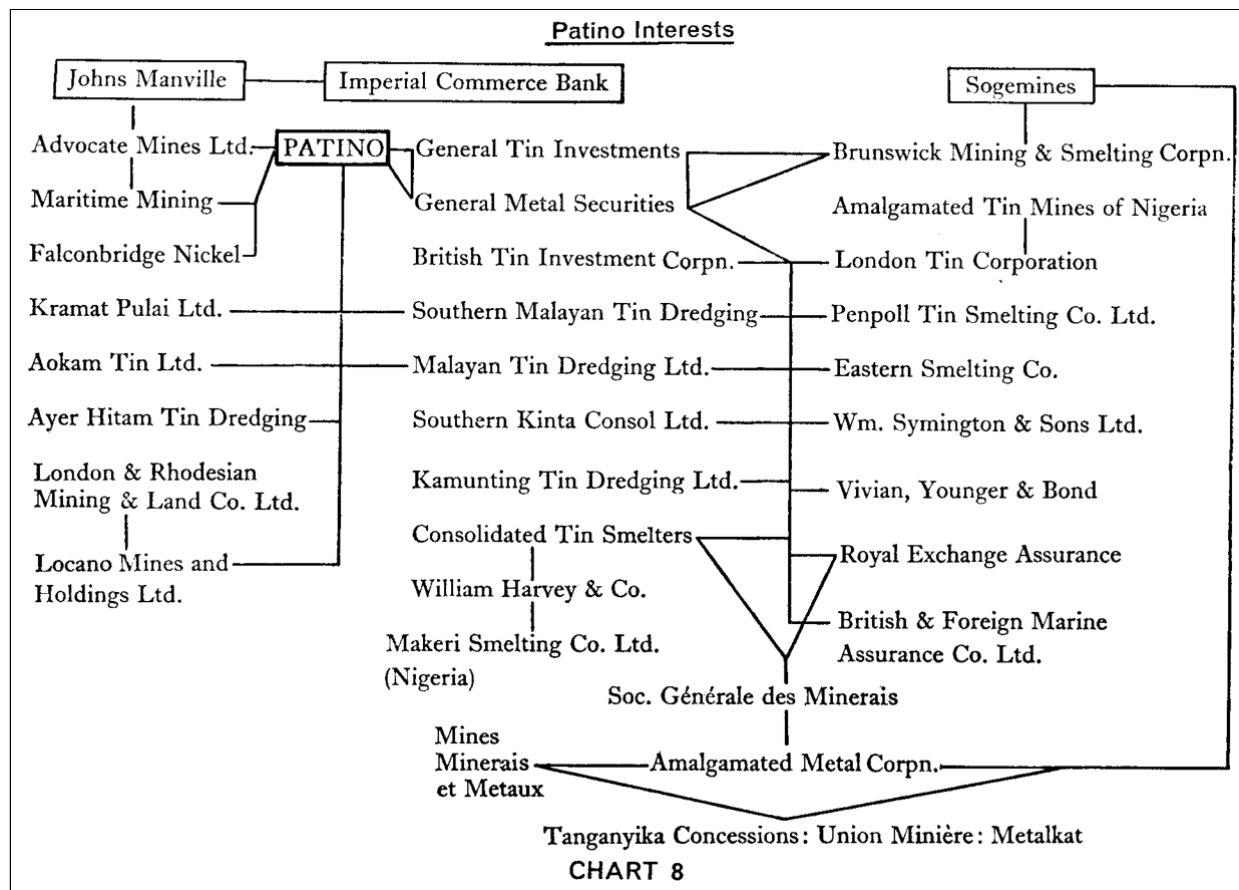 Patino Interests
Johns Manville
Imperial Commerce Bank
Sogemines
Advocate Mines Ltd.
PATINO
General Tin Investments
Brunswick Mining & Smelting Corpn.
Maritime Mining
General Metal Securities
Amalgamated Tin Mines of Nigeria
Falconbridge Nickel
British Tin Investment Corpn.
London Tin Corporation
Kramat Pulai Ltd.
Southern Malayan Tin Dredging
Penpoll Tin Smelting Co. Ltd.
Aokam Tin Ltd.
Malayan Tin Dredging Ltd.
Eastern Smelting Co.
Ayer Hitam Tin Dredging
Southern Kinta Consol Ltd.
Wm. Symington & Sons Ltd.
London & Rhodesian
Mining & Land Co. Ltd.
Kamunting Tin Dredging Ltd.
Vivian, Younger & Bond
Locano Mines and
Holdings Ltd.
Consolidated Tin Smelters
Royal Exchange Assurance
William Harvey & Co.
British & Foreign Marine
Assurance Co. Ltd.
Makeri Smelting Co. Ltd.
(Nigeria)
Soc. Générale des Minerais
Mines
Minerais
et Metaux
Amalgamated Metal Corpn.
Tanganyika Concessions: Union Minière: Metalkat
CHART 8